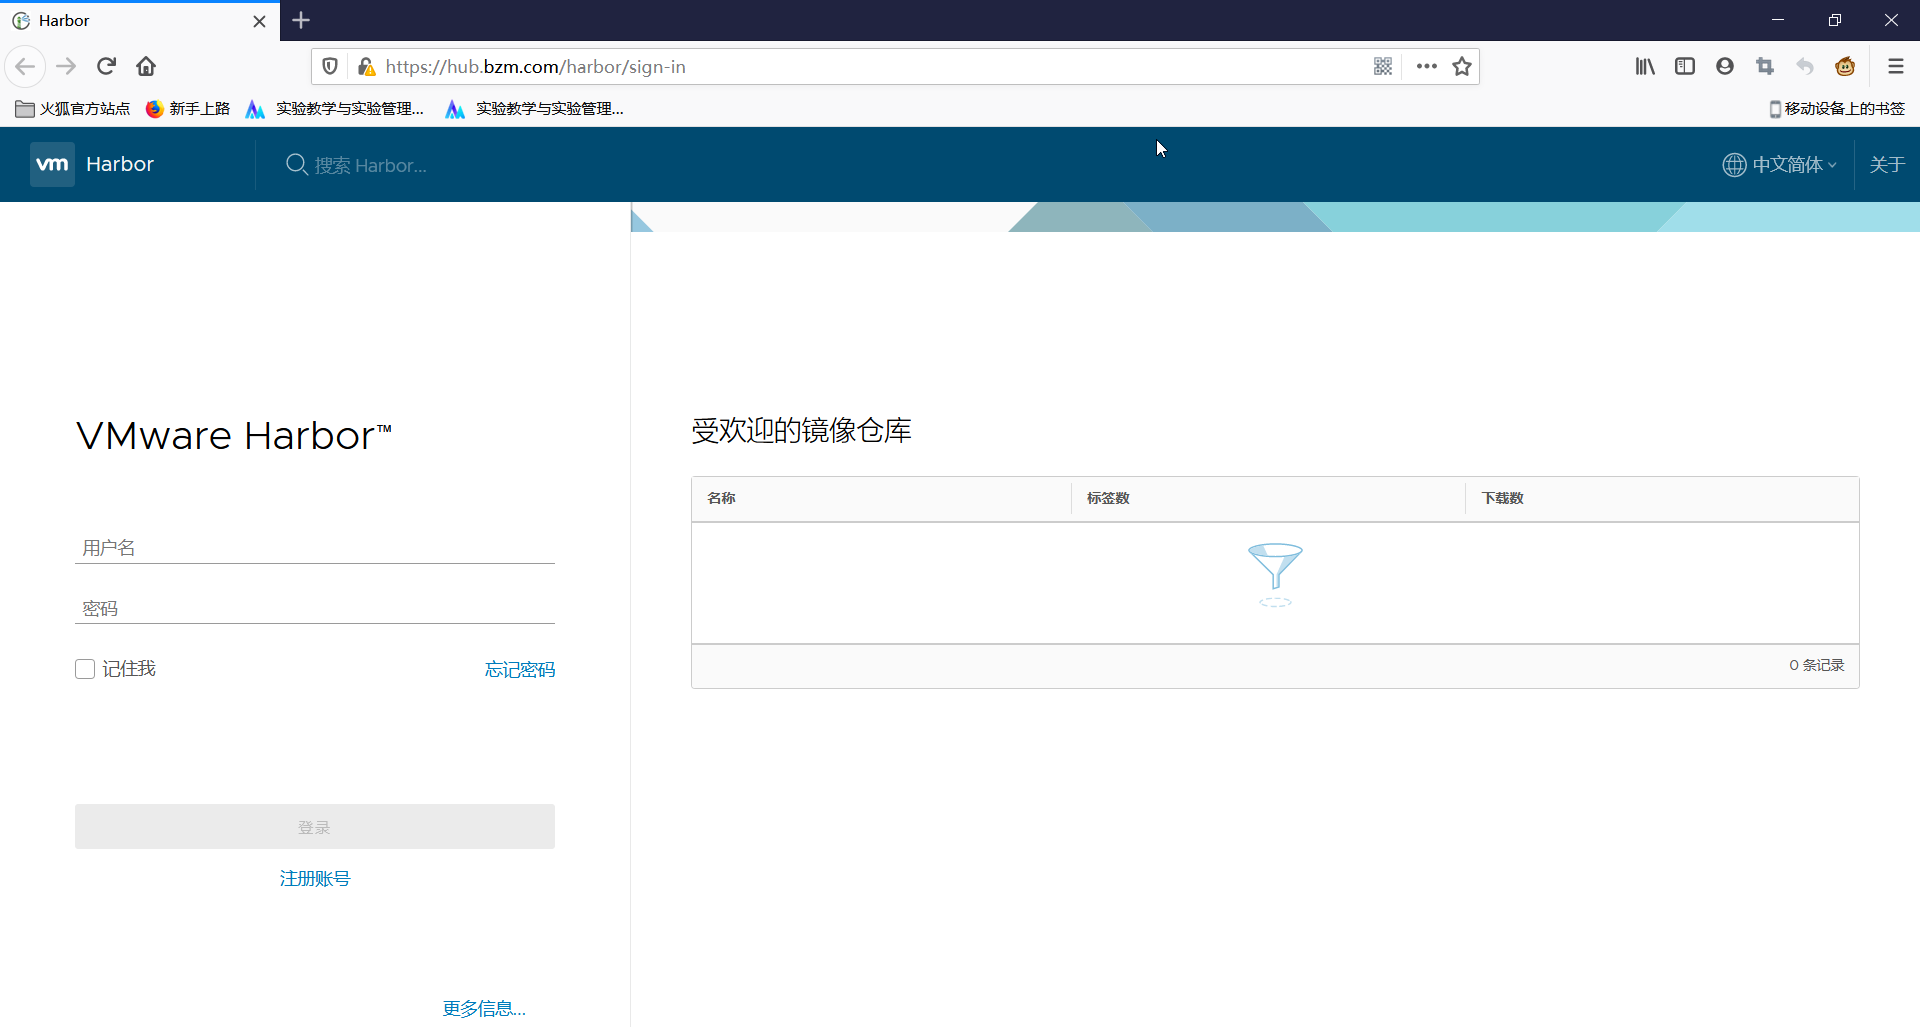 Harbor
https://hub.bzm.com/harbor/sign-in
火狐官方站点
新手上路
实验教学与实验管理...
实验教学与实验管理...
移动设备上的书签
vm
Harbor
搜索 Harbor...
中文简体
关于
VMware Harbor™
用户名
密码
记住我
忘记密码
登录
注册账号
更多信息...
受欢迎的镜像仓库
名称
标签数
下载数
0 条记录